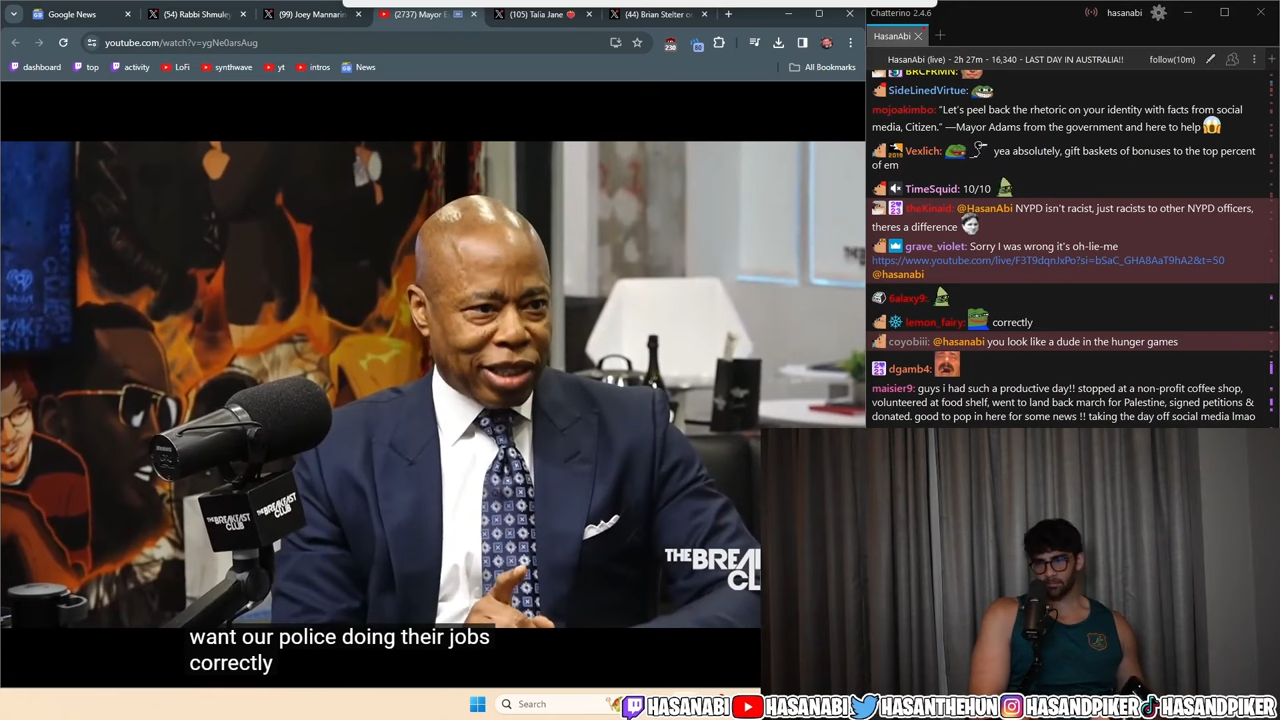 Google News
(54) Rabbi Shmule
(99) Joey Mannarin
(2737) Mayor E
(105) Talia Jane
(44) Brian Stelter o
youtube.com/watch?v=ygNe0arsAug
230
60
dashboard
top
activity
LoFi
synthwave
yt
intros
News
All Bookmarks
THE BREAKFAST
CLUB
THE BREA
CL
want our police doing their jobs
correctly
Search
Chatterino 2.4.6
hasanabi
HasanAbi
HasanAbi (live) - 2h 27m - 16,340 - LAST DAY IN AUSTRALIA!!
follow(10m)
BRCFRMN:
SideLinedVirtue:
mojoakimbo: “Let’s peel back the rhetoric on your identity with facts from social
media, Citizen.” —Mayor Adams from the government and here to help
Vexlich: yea absolutely, gift baskets of bonuses to the top percent
of em
TimeSquid: 10/10
theKinaid: @HasanAbi NYPD isn't racist, just racists to other NYPD officers,
theres a difference
grave_violet: Sorry I was wrong it's oh-lie-me
https://www.youtube.com/live/F3T9dqnJxPo?si=bSaC_GHA8AaT9hA2&t=50
@hasanabi
6alaxy9:
lemon_fairy: correctly
coyobiii: @hasanabi you look like a dude in the hunger games
dgamb4:
maisier9: guys i had such a productive day!! stopped at a non-profit coffee shop,
volunteered at food shelf, went to land back march for Palestine, signed petitions &
donated. good to pop in here for some news !! taking the day off social media lmao
HASANABI
HASANABI
HASANTHEHUN
HASANDPIKER
HASANDPIKER